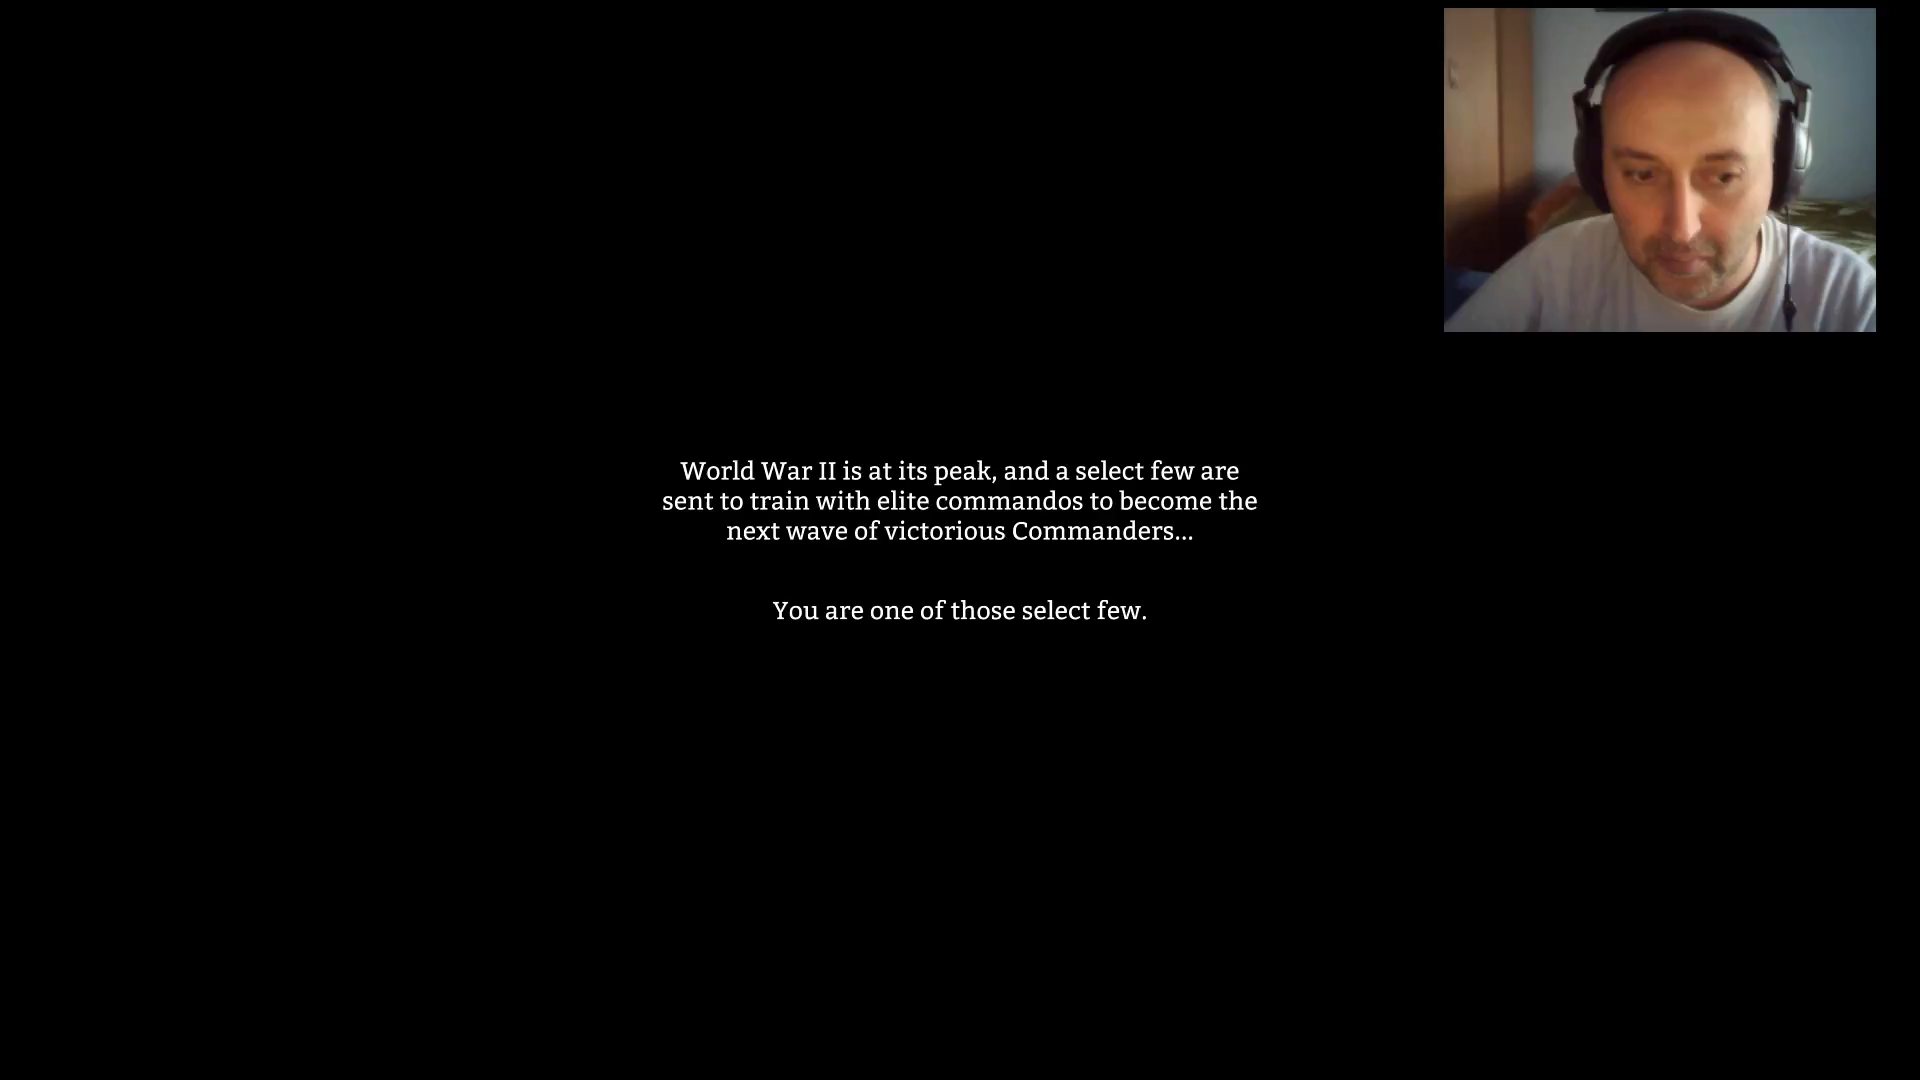 World War II is at its peak, and a select few are
sent to train with elite commandos to become the
next wave of victorious Commanders...
You are one of those select few.